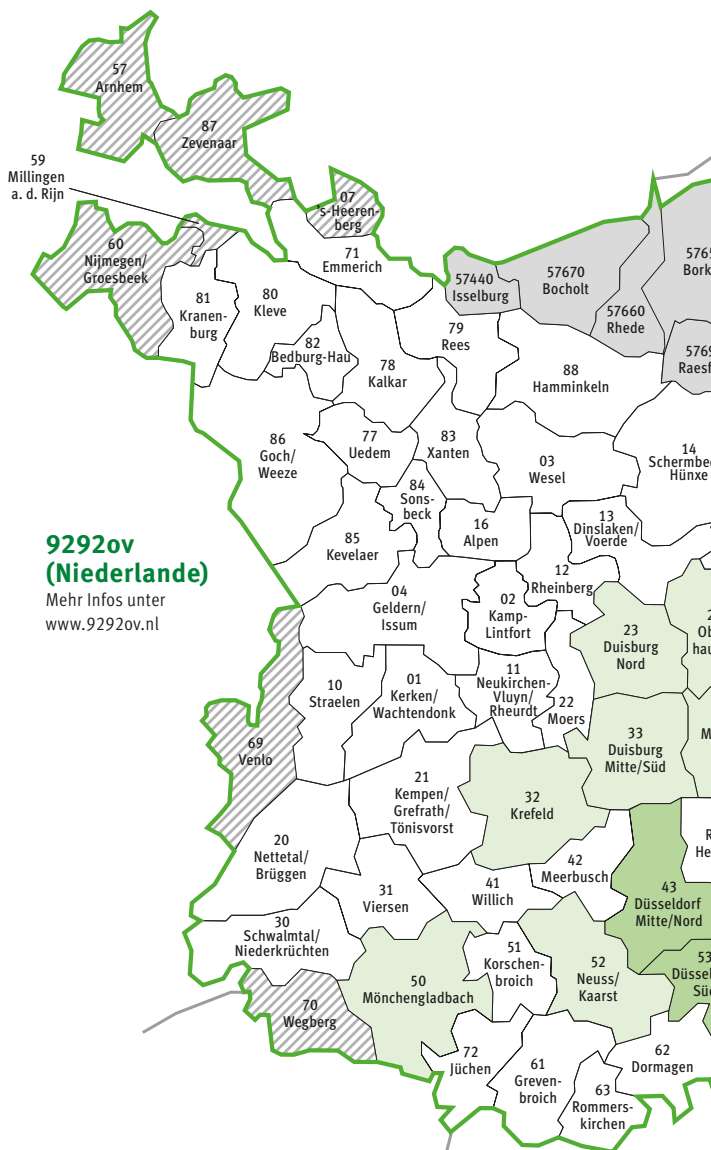 57
Arnhem
87
Zevenaar
59
Millingen
a. d. Rijn
07
's-Heeren-
berg
60
Nijmegen/
Groesbeek
71
Emmerich
57440
Isselburg
57670
Bocholt
57660
Rhede
81
Kranen-
burg
80
Kleve
82
Bedburg-Hau
78
Kalkar
79
Rees
88
Hamminkeln
86
Goch/
Weeze
77
Uedem
83
Xanten
03
Wesel
14
Hünxe
84
Sons-
beck
16
Alpen
13
Dinslaken/
Voerde
85
Kevelaer
9292ov
(Niederlande)
Mehr Infos unter
www.9292ov.nl
04
Geldern/
Issum
02
Kamp-
Lintfort
12
Rheinberg
23
Duisburg
Nord
10
Straelen
01
Kerken/
Wachtendonk
11
Neukirchen-
Vluyn/
Rheurdt
22
Moers
69
Venlo
33
Duisburg
Mitte/Süd
21
Kempen/
Grefrath/
Tönisvorst
32
Krefeld
20
Nettetal/
Brüggen
42
Meerbusch
31
Viersen
41
Willich
43
Düsseldorf
Mitte/Nord
30
Schwalmtal/
Niederkrüchten
51
Korschen-
broich
52
Neuss/
Kaarst
53
50
Mönchengladbach
70
Wegberg
72
Jüchen
61
Greven-
broich
63
Rommers-
kirchen
62
Dormagen